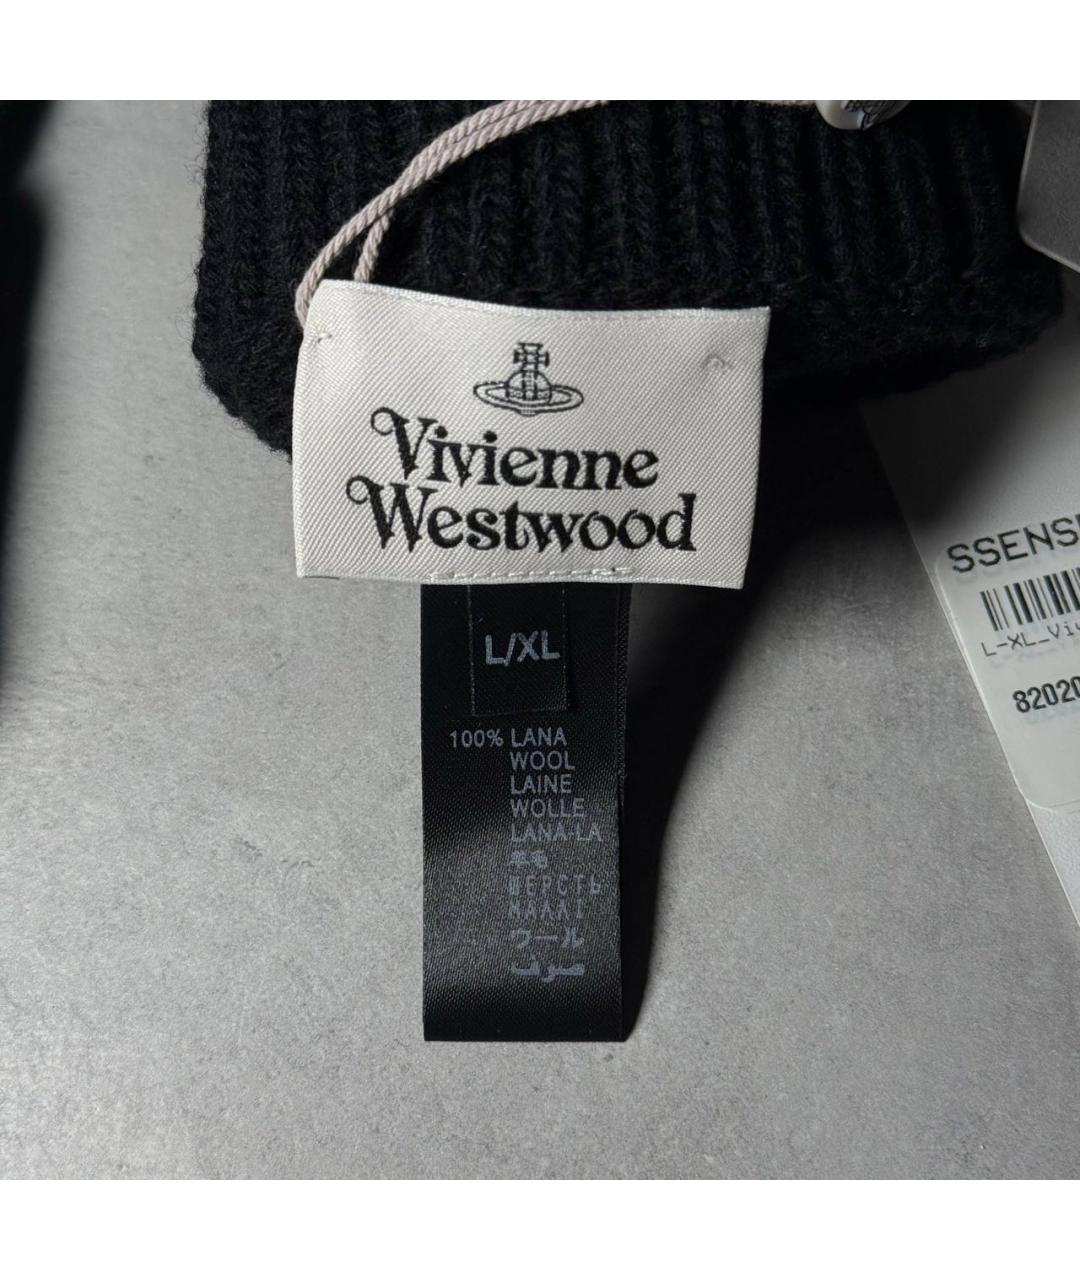 Vivienne
Westwood
L/XL
100% LANA
WOOL
LAINE
WOLLE
LANA-LA
羊毛
ШЕРСТЬ
ΜΑΛΛΙ
ウール
صوف
SSENS
L-XL_Vi
82020